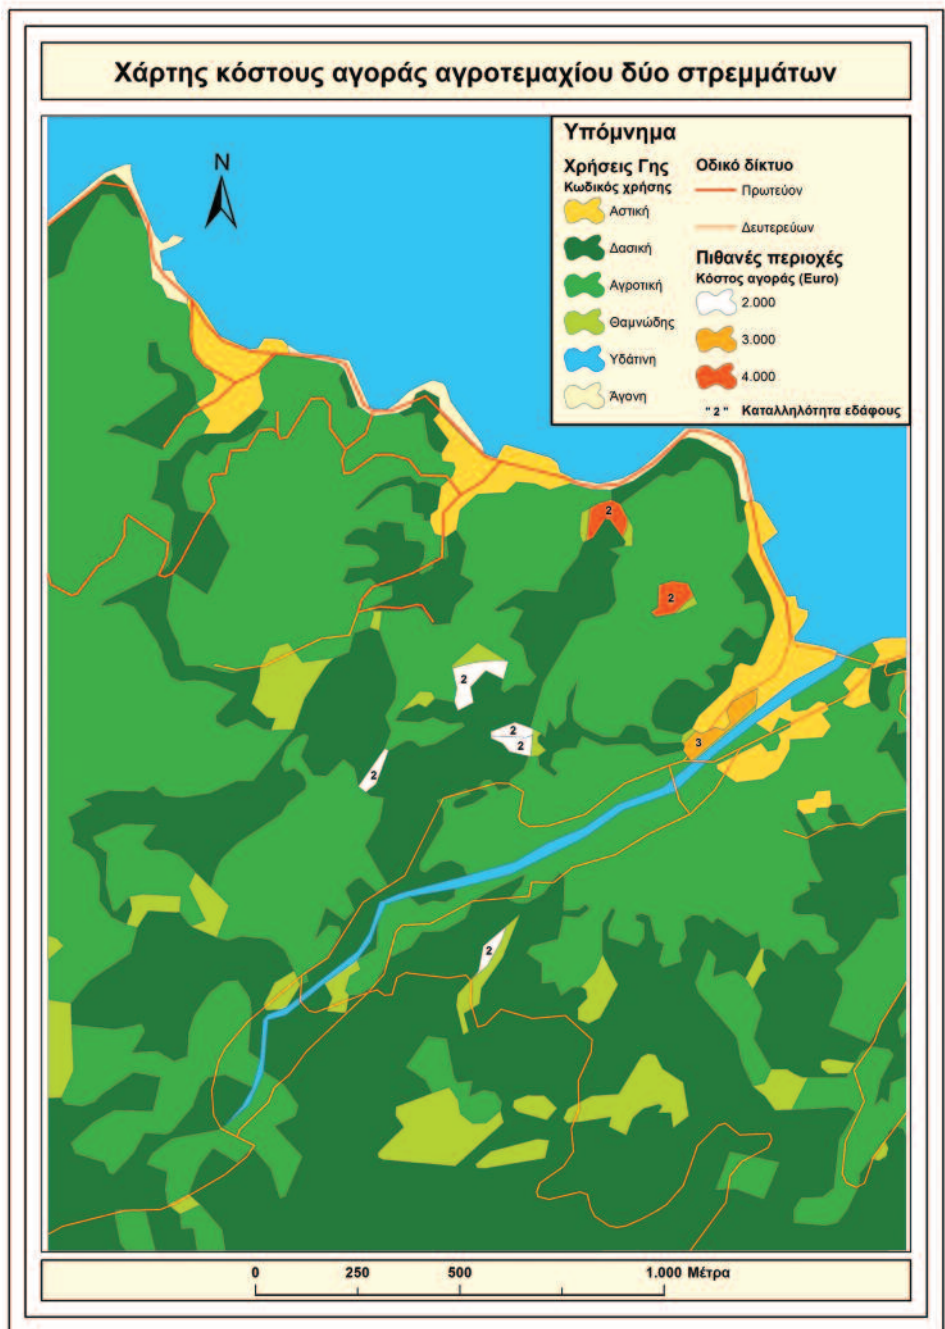 Χάρτης κόστους αγοράς αγροτεμαχίου δύο στρεμμάτων
N
Υπόμνημα
Χρήσεις Γης
Κωδικός χρήσης
Αστική
Δασική
Αγροτική
Θαμνώδης
Υδάτινη
Άγονη
Οδικό δίκτυο
Πρωτεύον
Δευτερεύων
Πιθανές περιοχές
Κόστος αγοράς (Euro)
2.000
3.000
4.000
" 2 " Καταλληλότητα εδάφους
2
2
2
2
2
3
2
2
0 250 500 1.000 Μέτρα